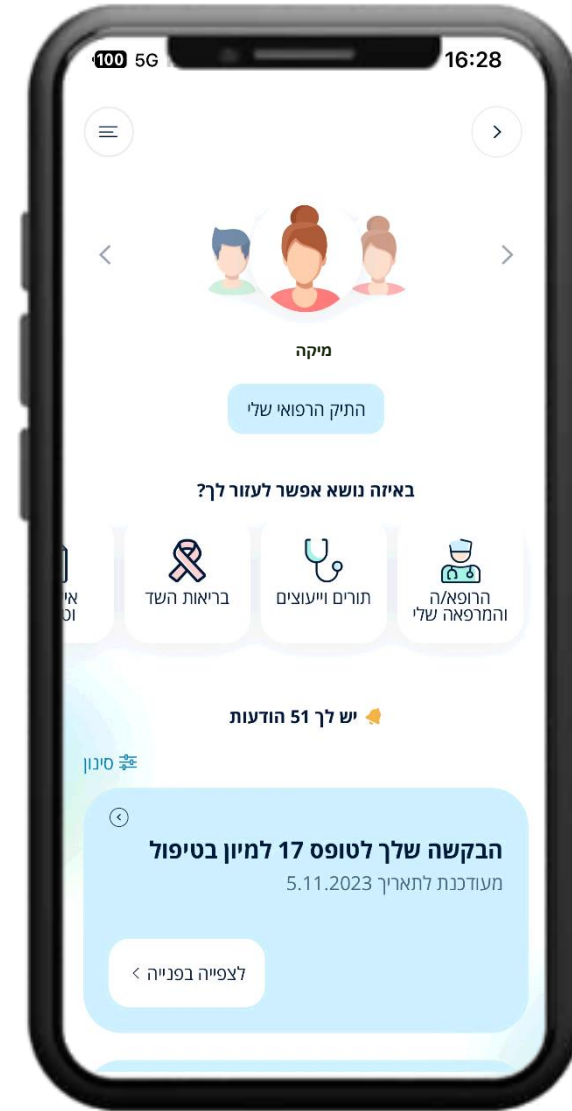 100 5G
16:28
מיקה
התיק הרפואי שלי
באיזה נושא אפשר לעזור לך?
הרופא/ה
והמרפאה שלי
תורים וייעוצים
בריאות השד
יש לך 51 הודעות
סינון
הבקשה שלך לטופס 17 למיון בטיפול
מעודכנת לתאריך 5.11.2023
לצפייה בפנייה